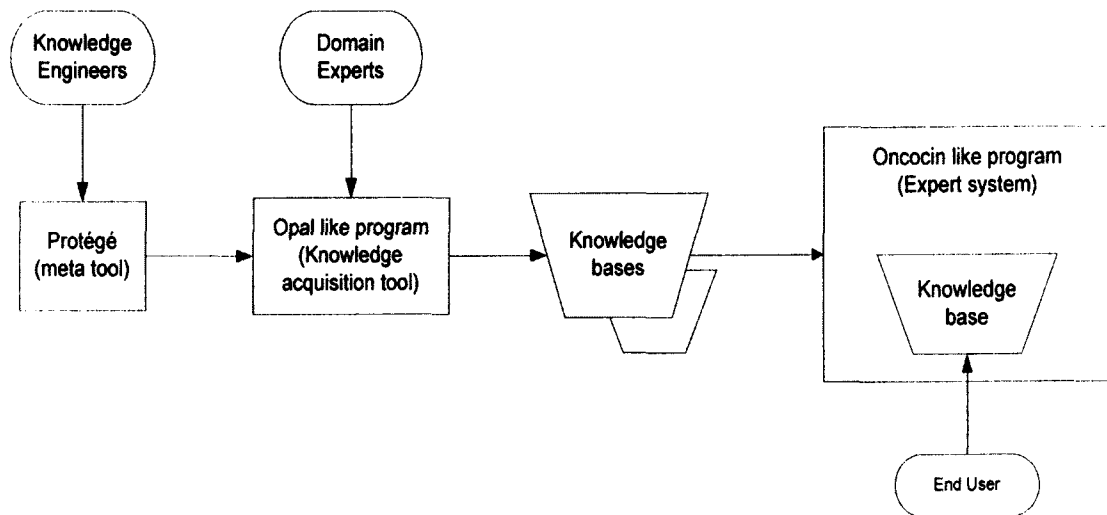 Knowledge
Engineers
Domain
Experts
Protégé
(meta tool)
Opal like program
(Knowledge
acquisition tool)
Knowledge
bases
Oncocin like program
(Expert system)
Knowledge
base
End User